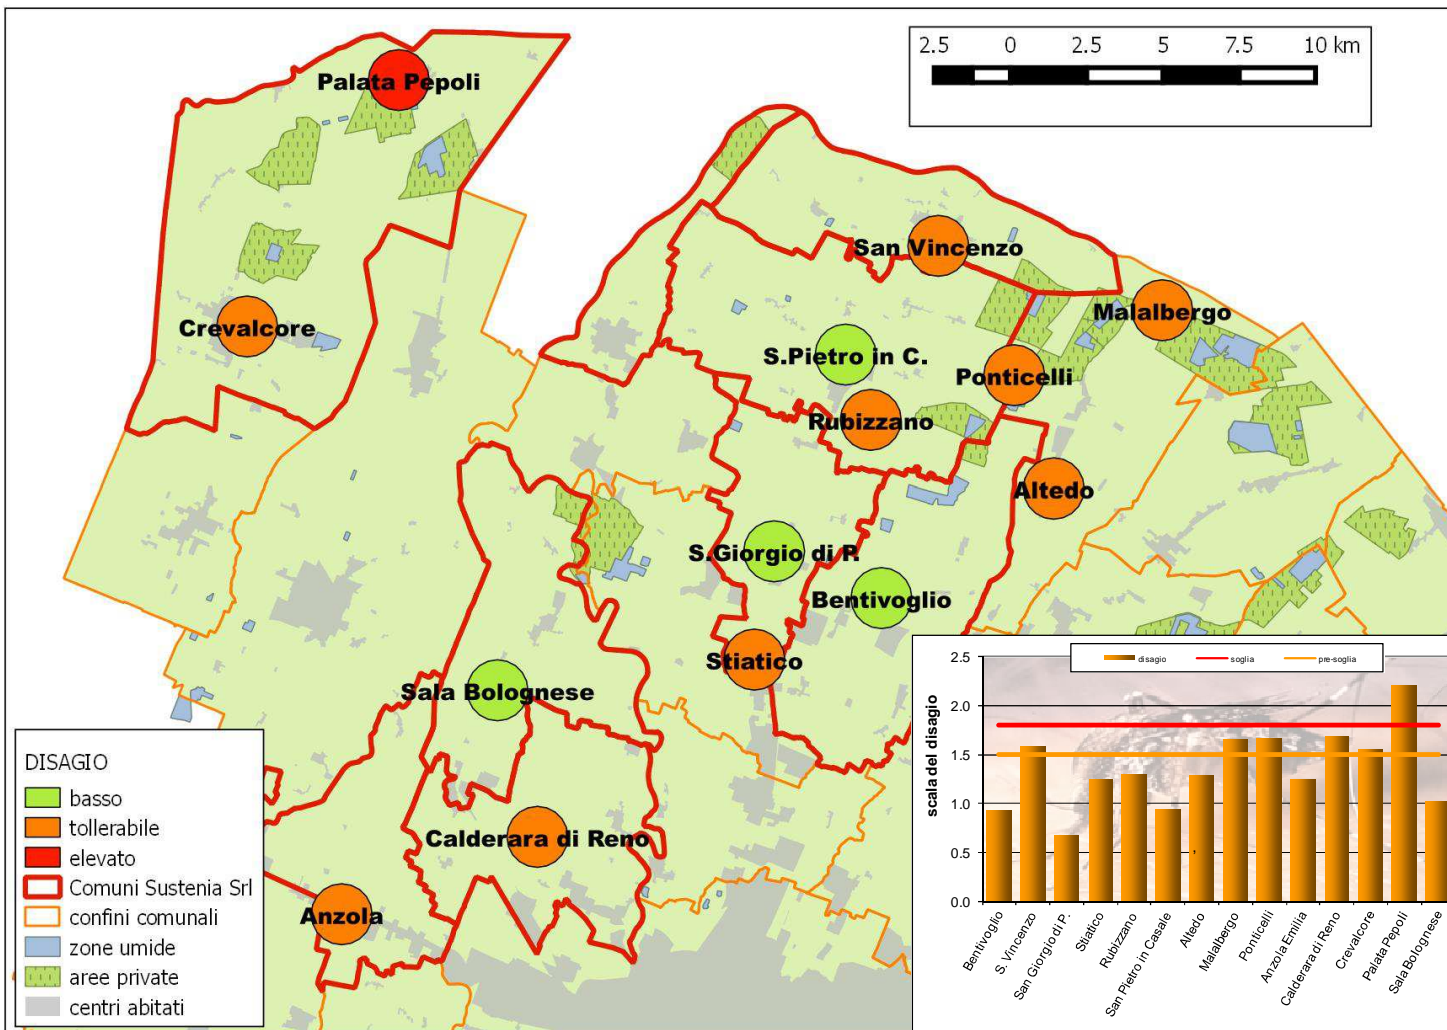 2.5 0 2.5 5 7.5 10 km
Palata Pepoli
San Vincenzo
Malalbergo
Crevalcore
S.Pietro in C.
Ponticelli
Rubizzano
Altedo
S.Giorgio di P.
Bentivoglio
Stiatico
Sala Bolognese
Calderara di Reno
Anzola
DISAGIO
basso
tollerabile
elevato
Comuni Sustenia Srl
confini comunali
zone umide
aree private
centri abitati
disagio soglia pre-soglia
scala del disagio
2.5
2.0
1.5
1.0
0.5
0.0
,
Bentivoglio
S. Vincenzo
San Giorgio di P.
Stiatico
Rubizzano
San Pietro in Casale
Altedo
Malalbergo
Ponticelli
Anzola Emilia
Calderara di Reno
Crevalcore
Palata Pepoli
Sala Bolognese